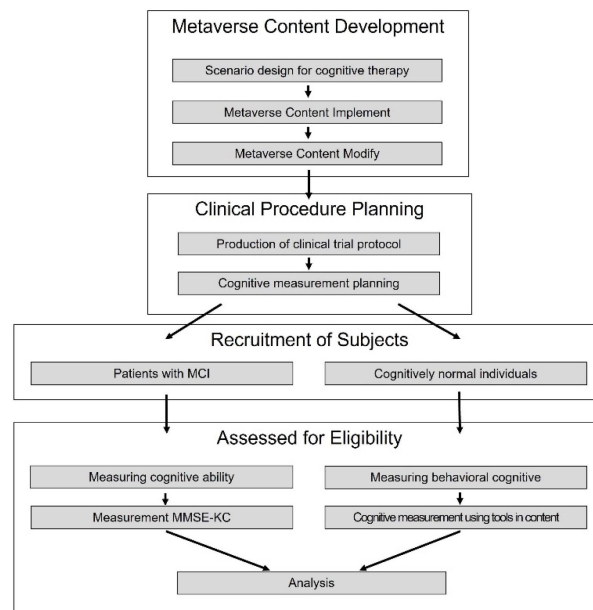 Metaverse Content Development
Scenario design for cognitive therapy
Metaverse Content Implement
Metaverse Content Modify
Clinical Procedure Planning
Production of clinical trial protocol
Cognitive measurement planning
Recruitment of Subjects
Patients with MCI
Cognitively normal individuals
Assessed for Eligibility
Measuring cognitive ability
Measuring behavioral cognitive
Measurement MMSE-KC
Cognitive measurement using tools in content
Analysis